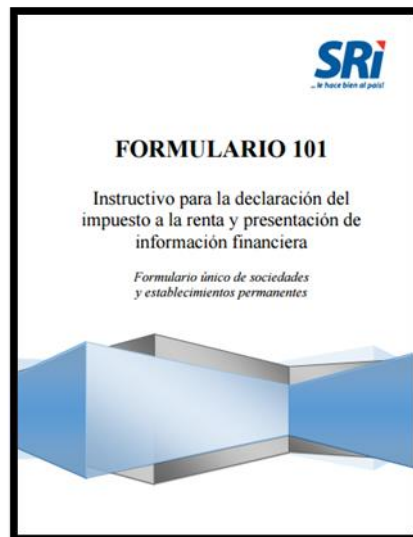 SRi
... le hace bien al país!
FORMULARIO 101
Instructivo para la declaración del
impuesto a la renta y presentación de
información financiera
Formulario único de sociedades
y establecimientos permanentes